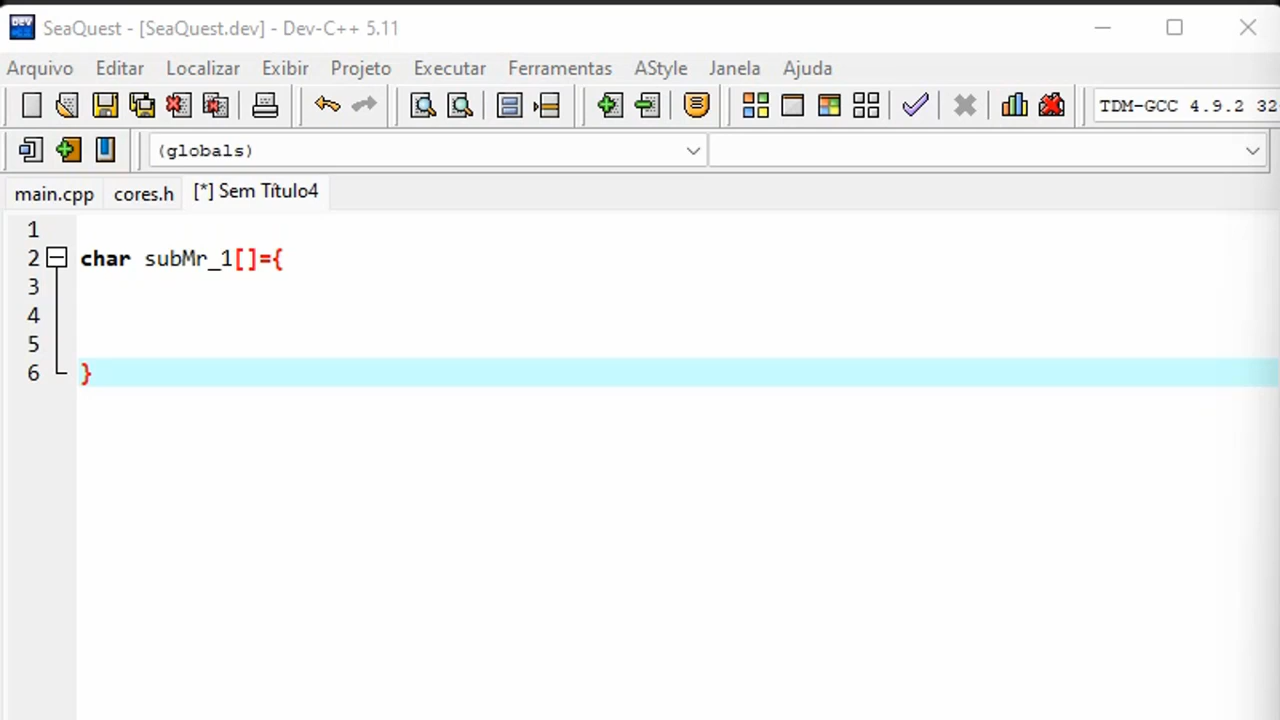 DEV SeaQuest - [SeaQuest.dev] - Dev-C++ 5.11
Arquivo Editar Localizar Exibir Projeto Executar Ferramentas AStyle Janela Ajuda
TDM-GCC 4.9.2 32
(globals)
main.cpp cores.h [*] Sem Título4
1
2 char subMr_1[]={
3
4
5
6 }